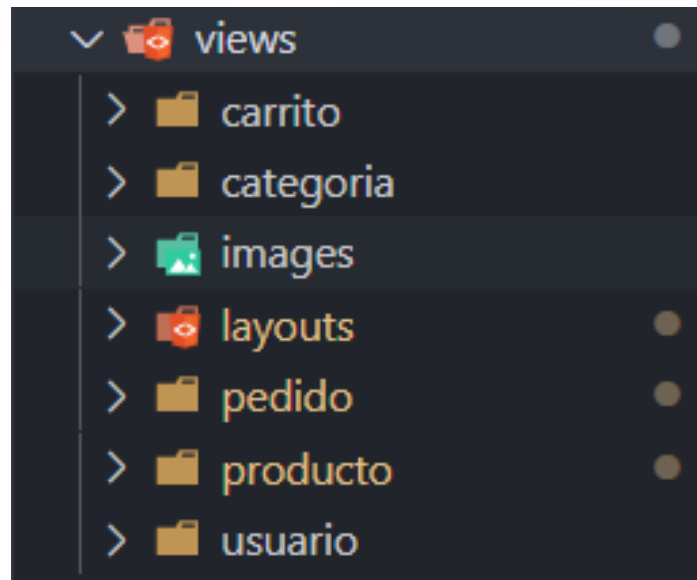 views
carrito
categoria
images
layouts
pedido
producto
usuario